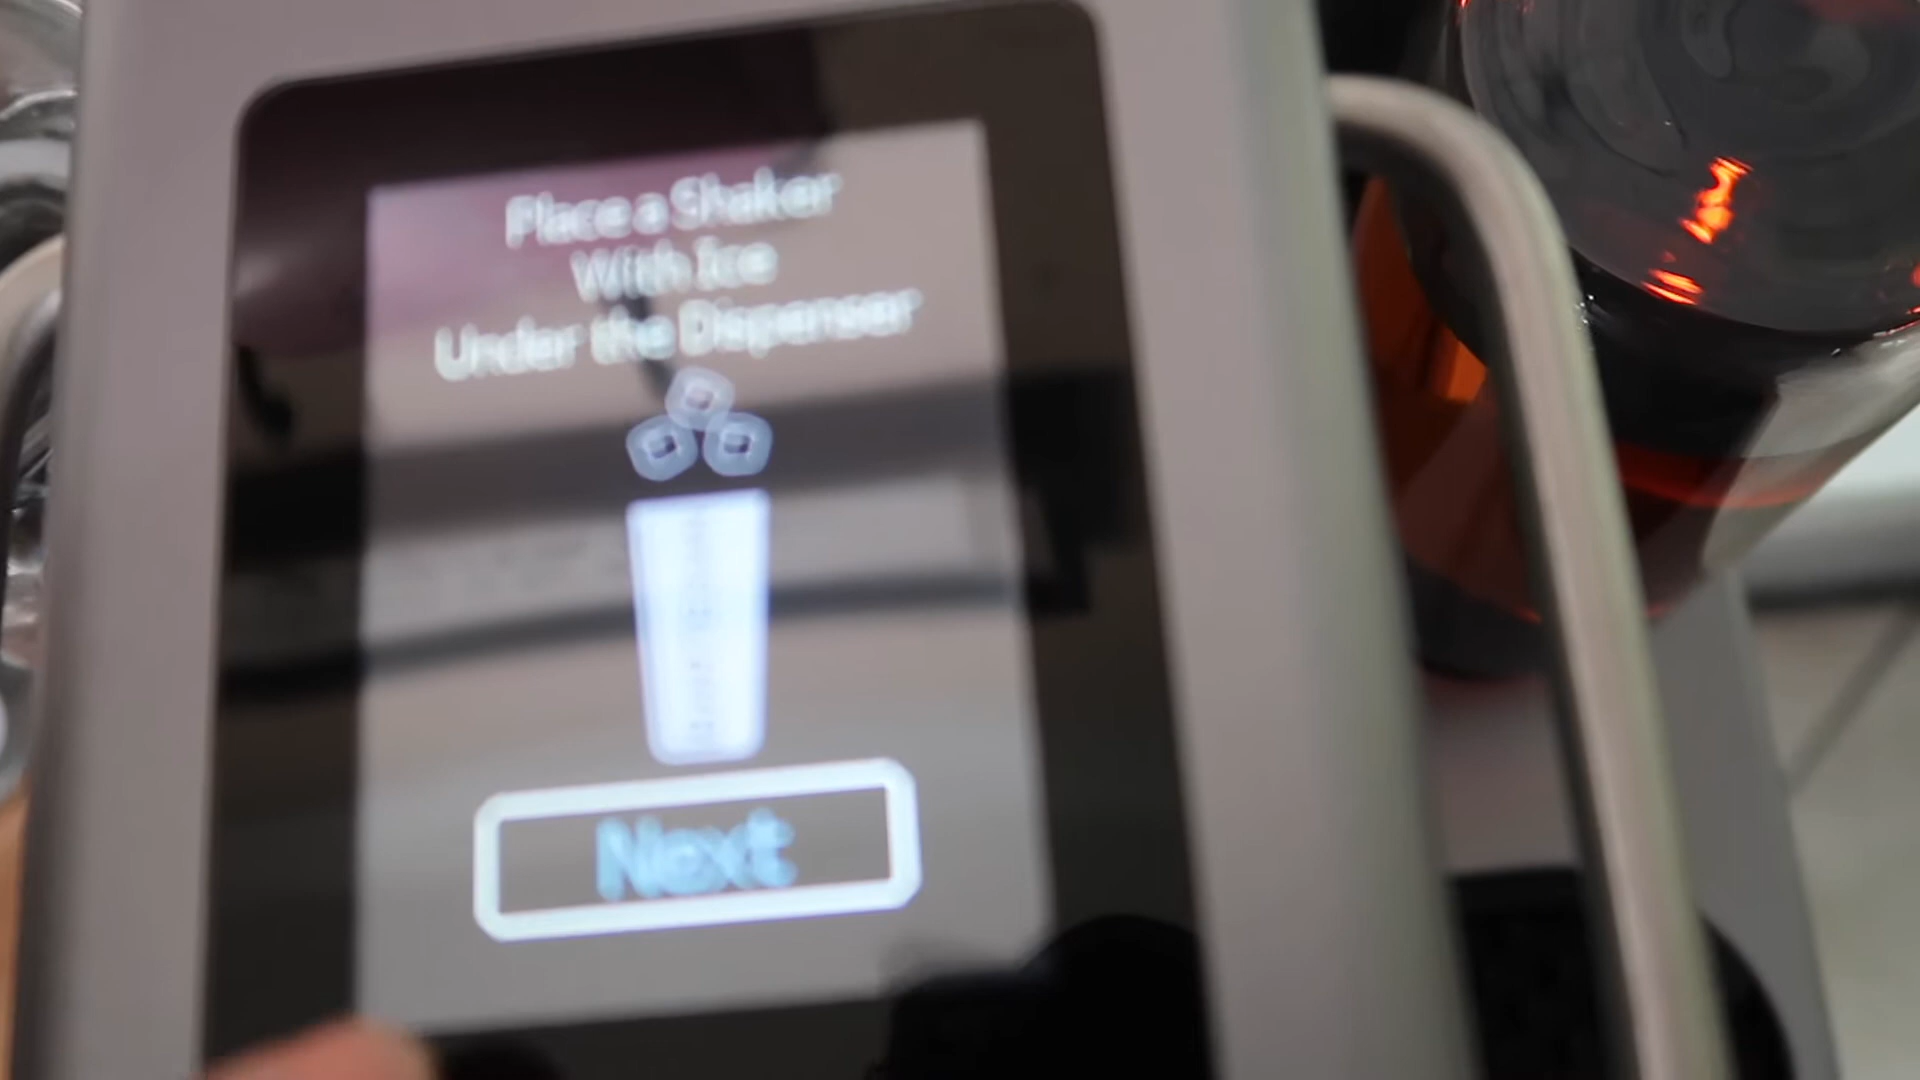 Place a Shaker
With Ice
Under the Dispenser
Next